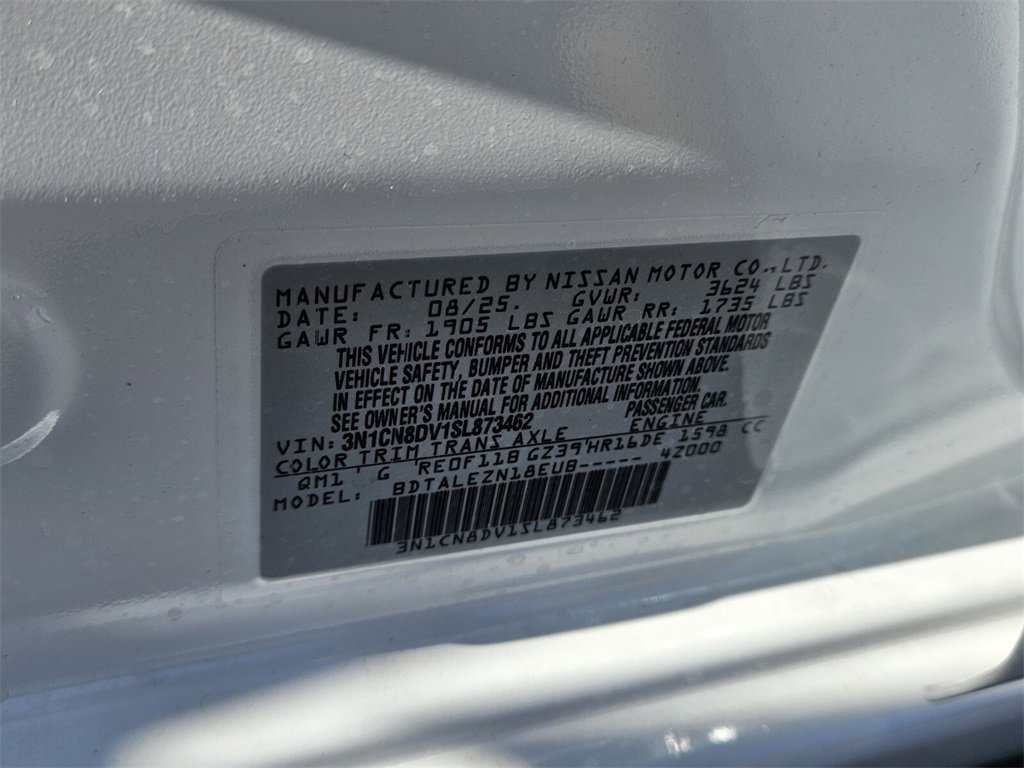 MANUFACTURED BY NISSAN MOTOR CO., LTD.
DATE: 08/25. GVWR: 3624 LBS
GAWR FR: 1905 LBS GAWR RR: 1735 LBS
THIS VEHICLE CONFORMS TO ALL APPLICABLE FEDERAL MOTOR
VEHICLE SAFETY, BUMPER AND THEFT PREVENTION STANDARDS
IN EFFECT ON THE DATE OF MANUFACTURE SHOWN ABOVE.
SEE OWNER'S MANUAL FOR ADDITIONAL INFORMATION.
VIN: 3N1CN8DV1SL873462 PASSENGER CAR.
COLOR TRIM TRANS AXLE ENGINE
QM1 ' G 'RE0F11B GZ39'HR16DE 1598 CC
MODEL: BDTALEZN18EUB----- 42000
3N1CN8DV1SL873462